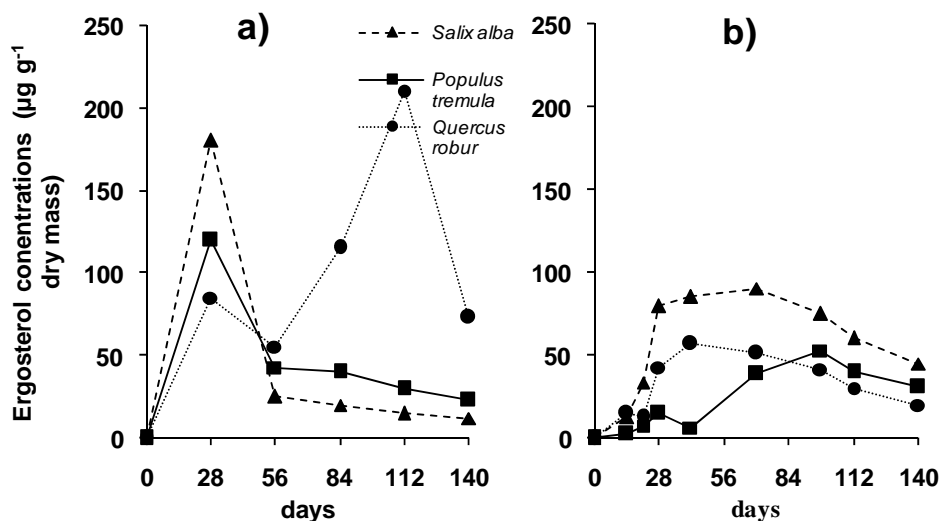 a)
b)
Salix alba
Populus
tremula
Quercus
robur
Ergosterol conentrations (µg g-1
dry mass)
250
200
150
100
50
0
0 28 56 84 112 140
days
250
200
150
100
50
0
0 28 56 84 112 140
days